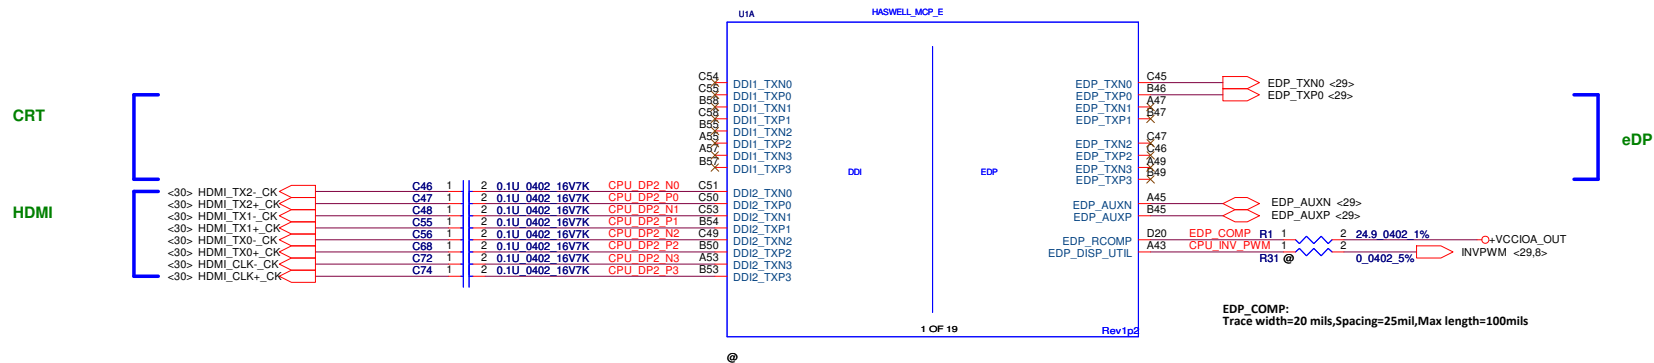 U1A
HASWELL_MCP_E
CRT
HDMI
eDP
C54 DDI1_TXN0
C55 DDI1_TXP0
B58 DDI1_TXN1
C58 DDI1_TXP1
B55 DDI1_TXN2
A55 DDI1_TXP2
A57 DDI1_TXN3
B57 DDI1_TXP3
<30> HDMI_TX2-_CK C46 1 2 0.1U_0402_16V7K CPU_DP2_N0 C51 DDI2_TXN0
<30> HDMI_TX2+_CK C47 1 2 0.1U_0402_16V7K CPU_DP2_P0 C50 DDI2_TXP0
<30> HDMI_TX1-_CK C48 1 2 0.1U_0402_16V7K CPU_DP2_N1 C53 DDI2_TXN1
<30> HDMI_TX1+_CK C55 1 2 0.1U_0402_16V7K CPU_DP2_P1 B54 DDI2_TXP1
<30> HDMI_TX0-_CK C56 1 2 0.1U_0402_16V7K CPU_DP2_N2 C49 DDI2_TXN2
<30> HDMI_TX0+_CK C68 1 2 0.1U_0402_16V7K CPU_DP2_P2 B50 DDI2_TXP2
<30> HDMI_CLK-_CK C72 1 2 0.1U_0402_16V7K CPU_DP2_N3 A53 DDI2_TXN3
<30> HDMI_CLK+_CK C74 1 2 0.1U_0402_16V7K CPU_DP2_P3 B53 DDI2_TXP3
DDI
EDP
EDP_TXN0 C45 EDP_TXN0 <29>
EDP_TXP0 B46 EDP_TXP0 <29>
EDP_TXN1 A47
EDP_TXP1 B47
EDP_TXN2 C47
EDP_TXP2 C46
EDP_TXN3 A49
EDP_TXP3 B49
EDP_AUXN A45 EDP_AUXN <29>
EDP_AUXP B45 EDP_AUXP <29>
EDP_RCOMP D20 EDP_COMP R1 1 2 24.9_0402_1% +VCCIOA_OUT
EDP_DISP_UTIL A43 CPU_INV_PWM 1 2 INVPWM <29,8>
R31 @ 0_0402_5%
EDP_COMP:
Trace width=20 mils,Spacing=25mil,Max length=100mils
1 OF 19
Rev1p2
@